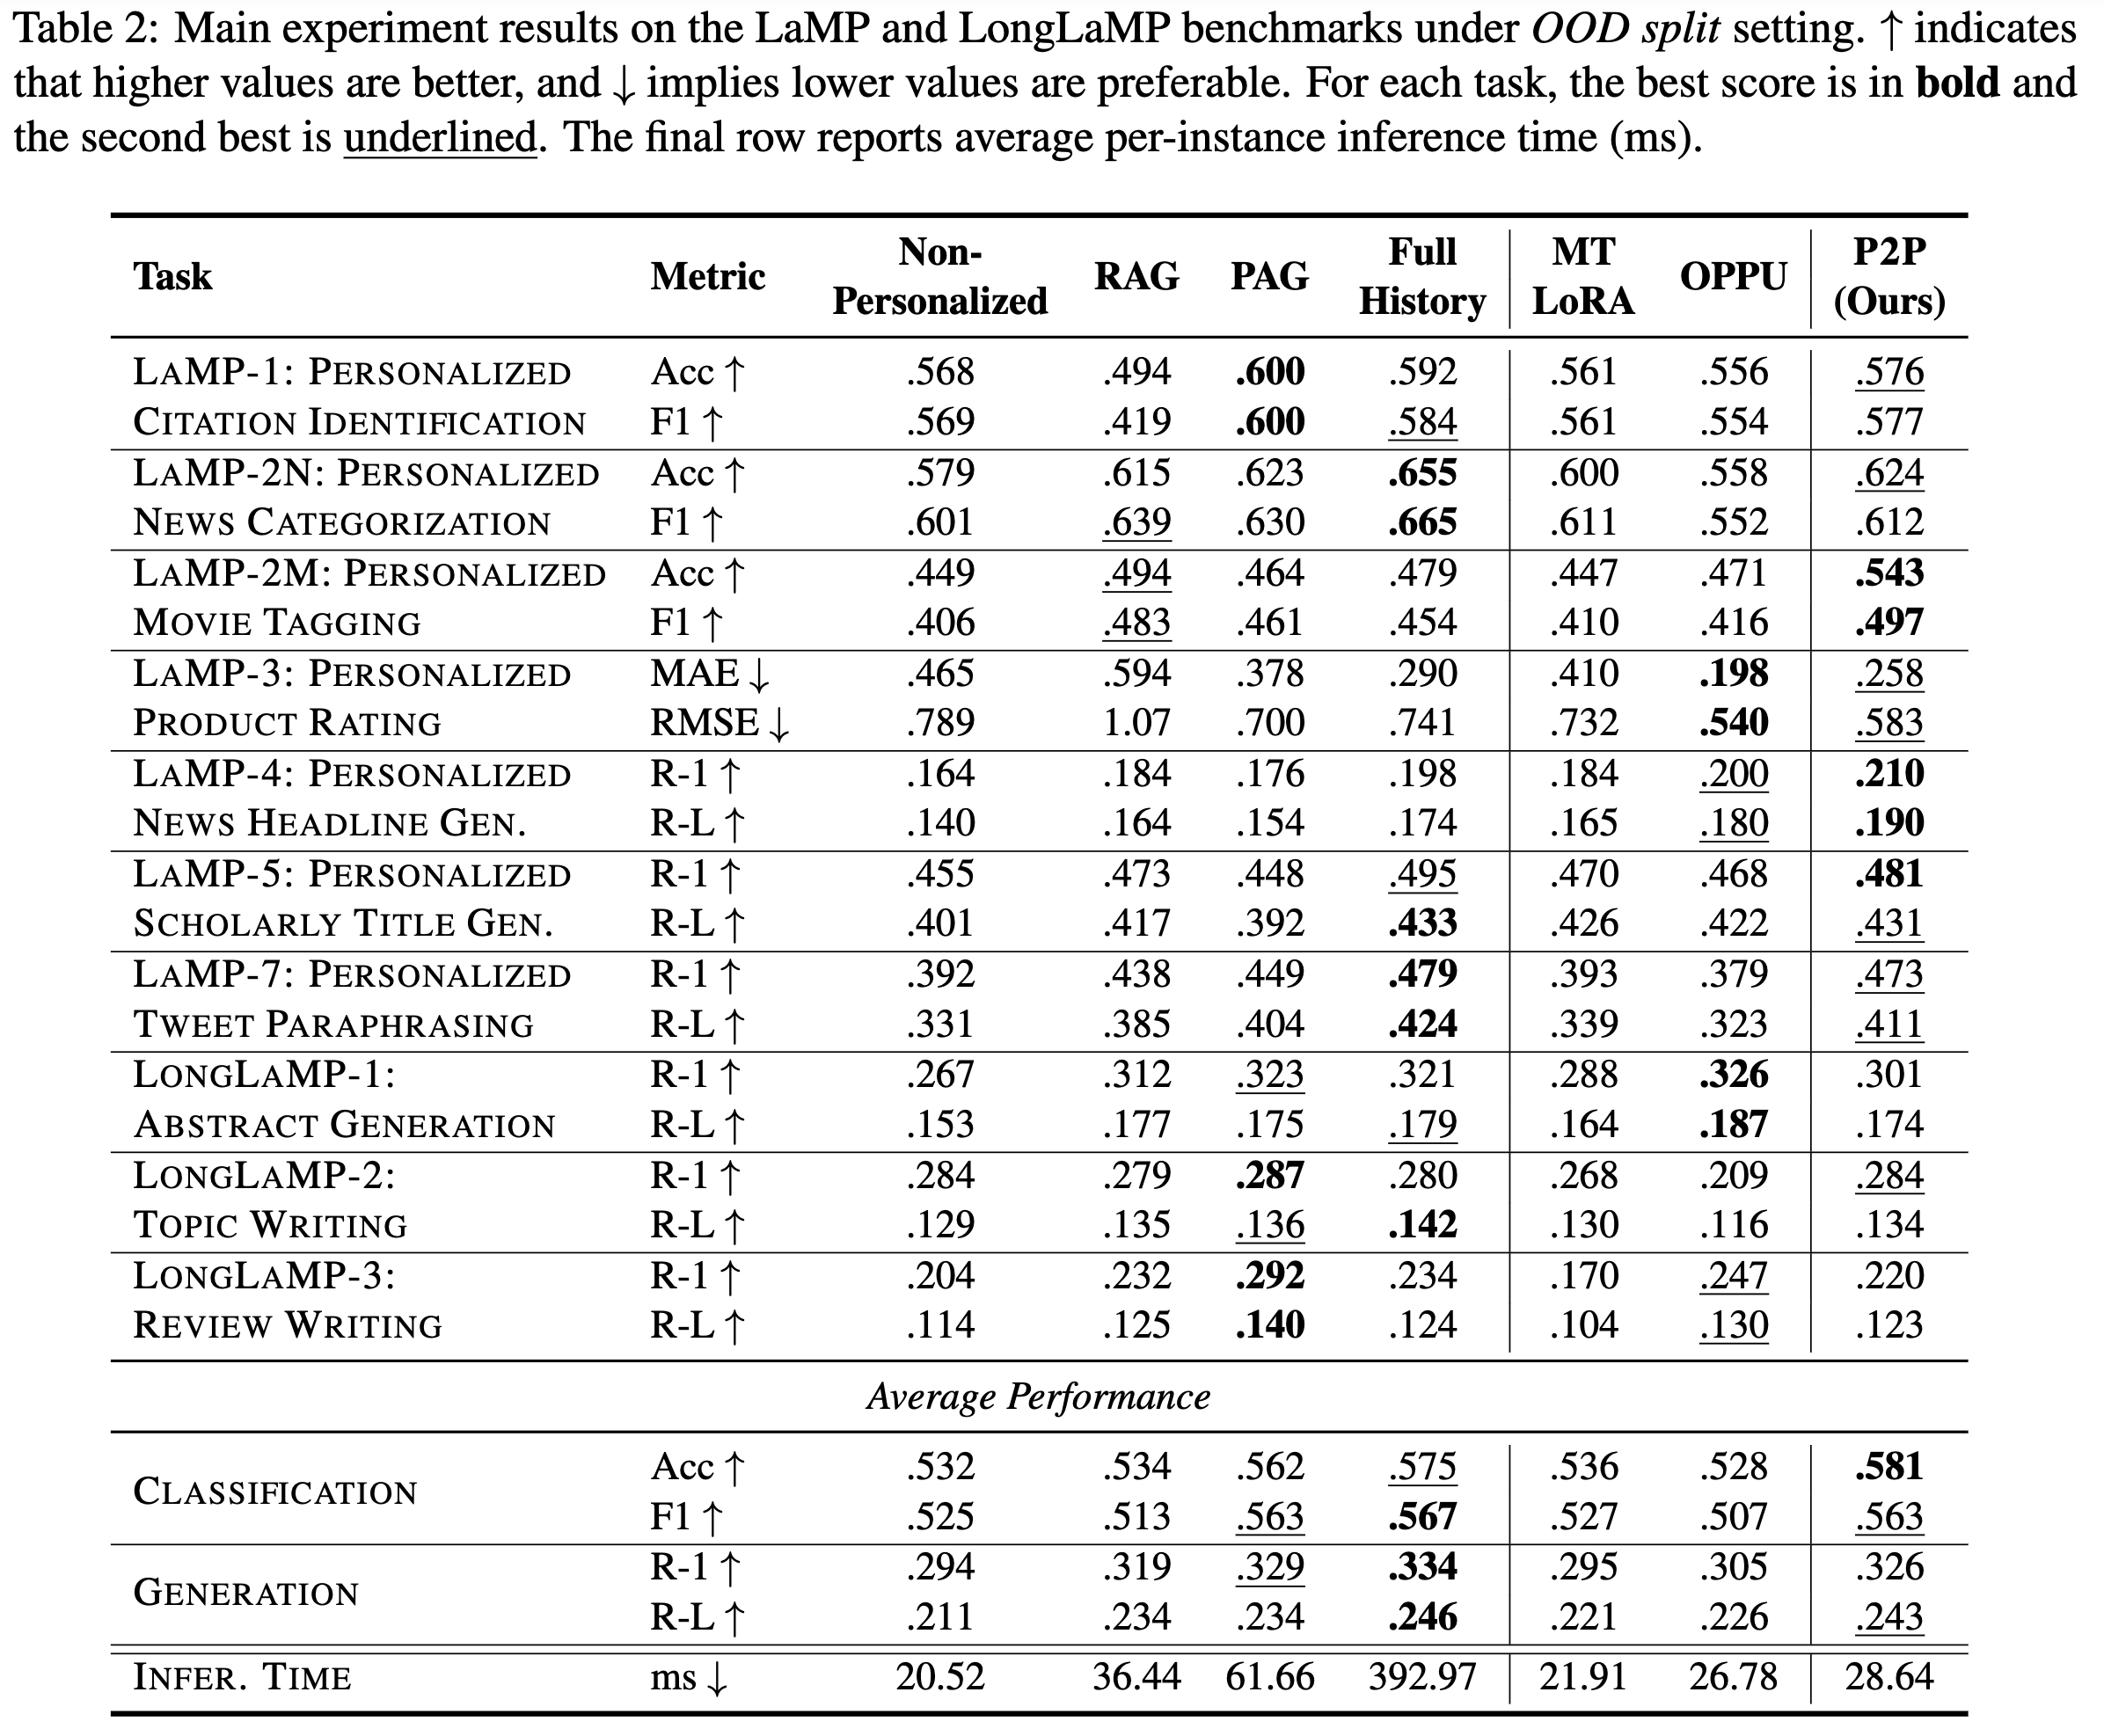 Table 2: Main experiment results on the LaMP and LongLaMP benchmarks under OOD split setting. ↑ indicates
that higher values are better, and ↓ implies lower values are preferable. For each task, the best score is in bold and
the second best is underlined. The final row reports average per-instance inference time (ms).
Task Metric Non-Personalized RAG PAG Full History MT LoRA OPPU P2P (Ours)
LAMP-1: PERSONALIZED Acc ↑ .568 .494 .600 .592 .561 .556 .576
CITATION IDENTIFICATION F1 ↑ .569 .419 .600 .584 .561 .554 .577
LAMP-2N: PERSONALIZED Acc ↑ .579 .615 .623 .655 .600 .558 .624
NEWS CATEGORIZATION F1 ↑ .601 .639 .630 .665 .611 .552 .612
LAMP-2M: PERSONALIZED Acc ↑ .449 .494 .464 .479 .447 .471 .543
MOVIE TAGGING F1 ↑ .406 .483 .461 .454 .410 .416 .497
LAMP-3: PERSONALIZED MAE ↓ .465 .594 .378 .290 .410 .198 .258
PRODUCT RATING RMSE ↓ .789 1.07 .700 .741 .732 .540 .583
LAMP-4: PERSONALIZED R-1 ↑ .164 .184 .176 .198 .184 .200 .210
NEWS HEADLINE GEN. R-L ↑ .140 .164 .154 .174 .165 .180 .190
LAMP-5: PERSONALIZED R-1 ↑ .455 .473 .448 .495 .470 .468 .481
SCHOLARLY TITLE GEN. R-L ↑ .401 .417 .392 .433 .426 .422 .431
LAMP-7: PERSONALIZED R-1 ↑ .392 .438 .449 .479 .393 .379 .473
TWEET PARAPHRASING R-L ↑ .331 .385 .404 .424 .339 .323 .411
LONGLAMP-1: R-1 ↑ .267 .312 .323 .321 .288 .326 .301
ABSTRACT GENERATION R-L ↑ .153 .177 .175 .179 .164 .187 .174
LONGLAMP-2: R-1 ↑ .284 .279 .287 .280 .268 .209 .284
TOPIC WRITING R-L ↑ .129 .135 .136 .142 .130 .116 .134
LONGLAMP-3: R-1 ↑ .204 .232 .292 .234 .170 .247 .220
REVIEW WRITING R-L ↑ .114 .125 .140 .124 .104 .130 .123
Average Performance
CLASSIFICATION Acc ↑ .532 .534 .562 .575 .536 .528 .581
F1 ↑ .525 .513 .563 .567 .527 .507 .563
GENERATION R-1 ↑ .294 .319 .329 .334 .295 .305 .326
R-L ↑ .211 .234 .234 .246 .221 .226 .243
INFER. TIME ms ↓ 20.52 36.44 61.66 392.97 21.91 26.78 28.64